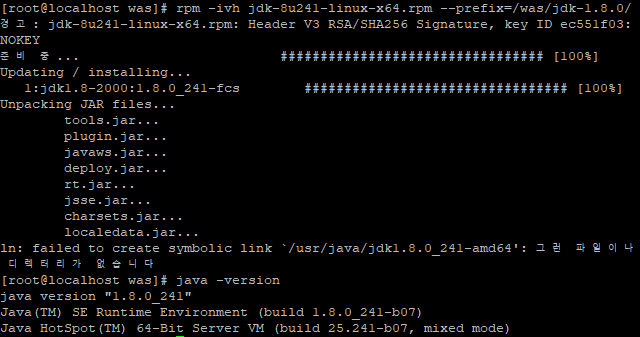 [root@localhost was]# rpm -ivh jdk-8u241-linux-x64.rpm --prefix=/was/jdk-1.8.0/
경고: jdk-8u241-linux-x64.rpm: Header V3 RSA/SHA256 Signature, key ID ec551f03:
NOKEY
준비 중... ################################# [100%]
Updating / installing...
1:jdk1.8-2000:1.8.0_241-fcs ################################# [100%]
Unpacking JAR files...
tools.jar...
plugin.jar...
javaws.jar...
deploy.jar...
rt.jar...
jsse.jar...
charsets.jar...
localedata.jar...
ln: failed to create symbolic link `/usr/java/jdk1.8.0_241-amd64': 그런 파일이나
디렉터리가 없습니다
[root@localhost was]# java -version
java version "1.8.0_241"
Java(TM) SE Runtime Environment (build 1.8.0_241-b07)
Java HotSpot(TM) 64-Bit Server VM (build 25.241-b07, mixed mode)